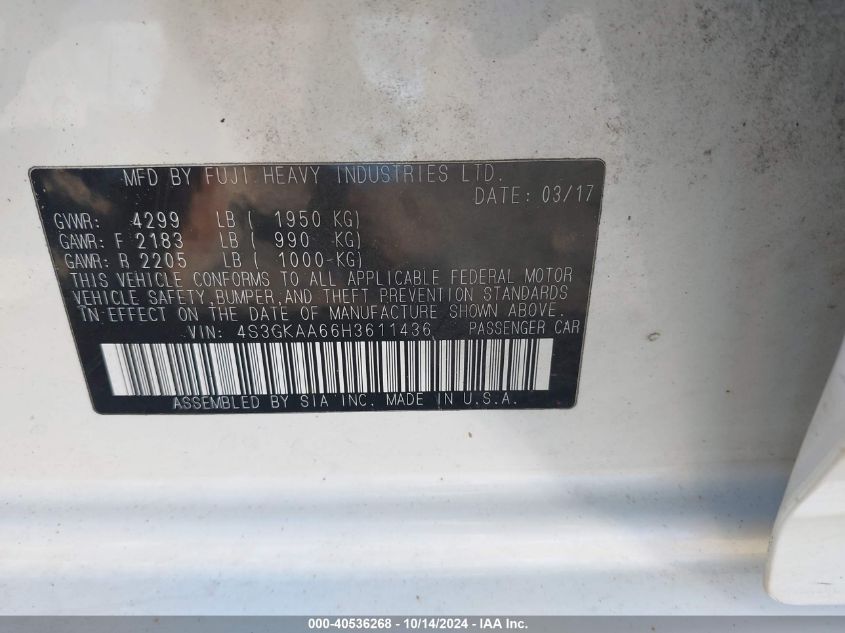 MFD BY FUJI HEAVY INDUSTRIES LTD.
DATE: 03/17
GVWR: 4299 LB ( 1950 KG)
GAWR: F 2183 LB ( 990 KG)
GAWR: R 2205 LB ( 1000 KG)
THIS VEHICLE CONFORMS TO ALL APPLICABLE FEDERAL MOTOR
VEHICLE SAFETY, BUMPER, AND THEFT PREVENTION STANDARDS
IN EFFECT ON THE DATE OF MANUFACTURE SHOWN ABOVE.
VIN: 4S3GKAA66H3611436 PASSENGER CAR
ASSEMBLED BY SIA INC. MADE IN U.S.A.
000-40536268 - 10/14/2024 - IAA Inc.